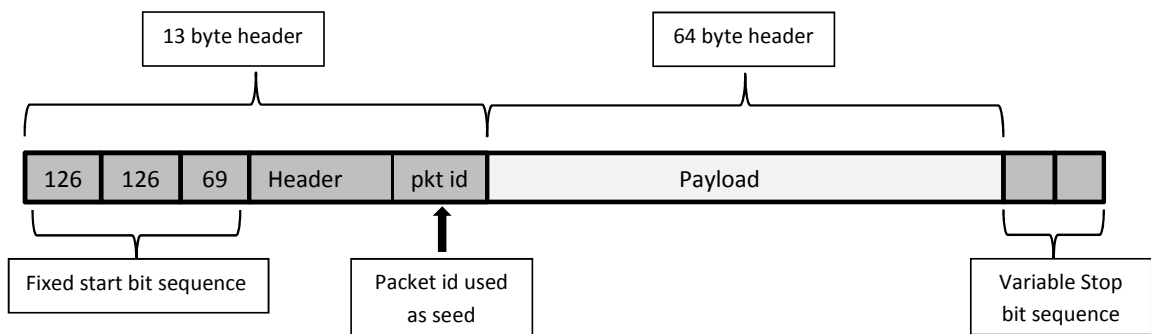 13 byte header
64 byte header
126 126 69 Header pkt id Payload
Fixed start bit sequence
Packet id used
as seed
Variable Stop
bit sequence